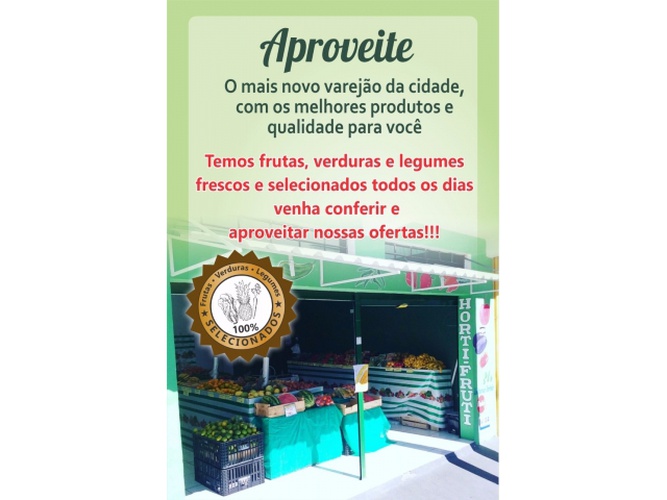 Aproveite
O mais novo varejão da cidade,
com os melhores produtos e
qualidade para você
Temos frutas, verduras e legumes
frescos e selecionados todos os dias
venha conferir e
aproveitar nossas ofertas!!!
Frutas • Verduras • Legumes
100%
SELECIONADOS
HORTI-FRUTI